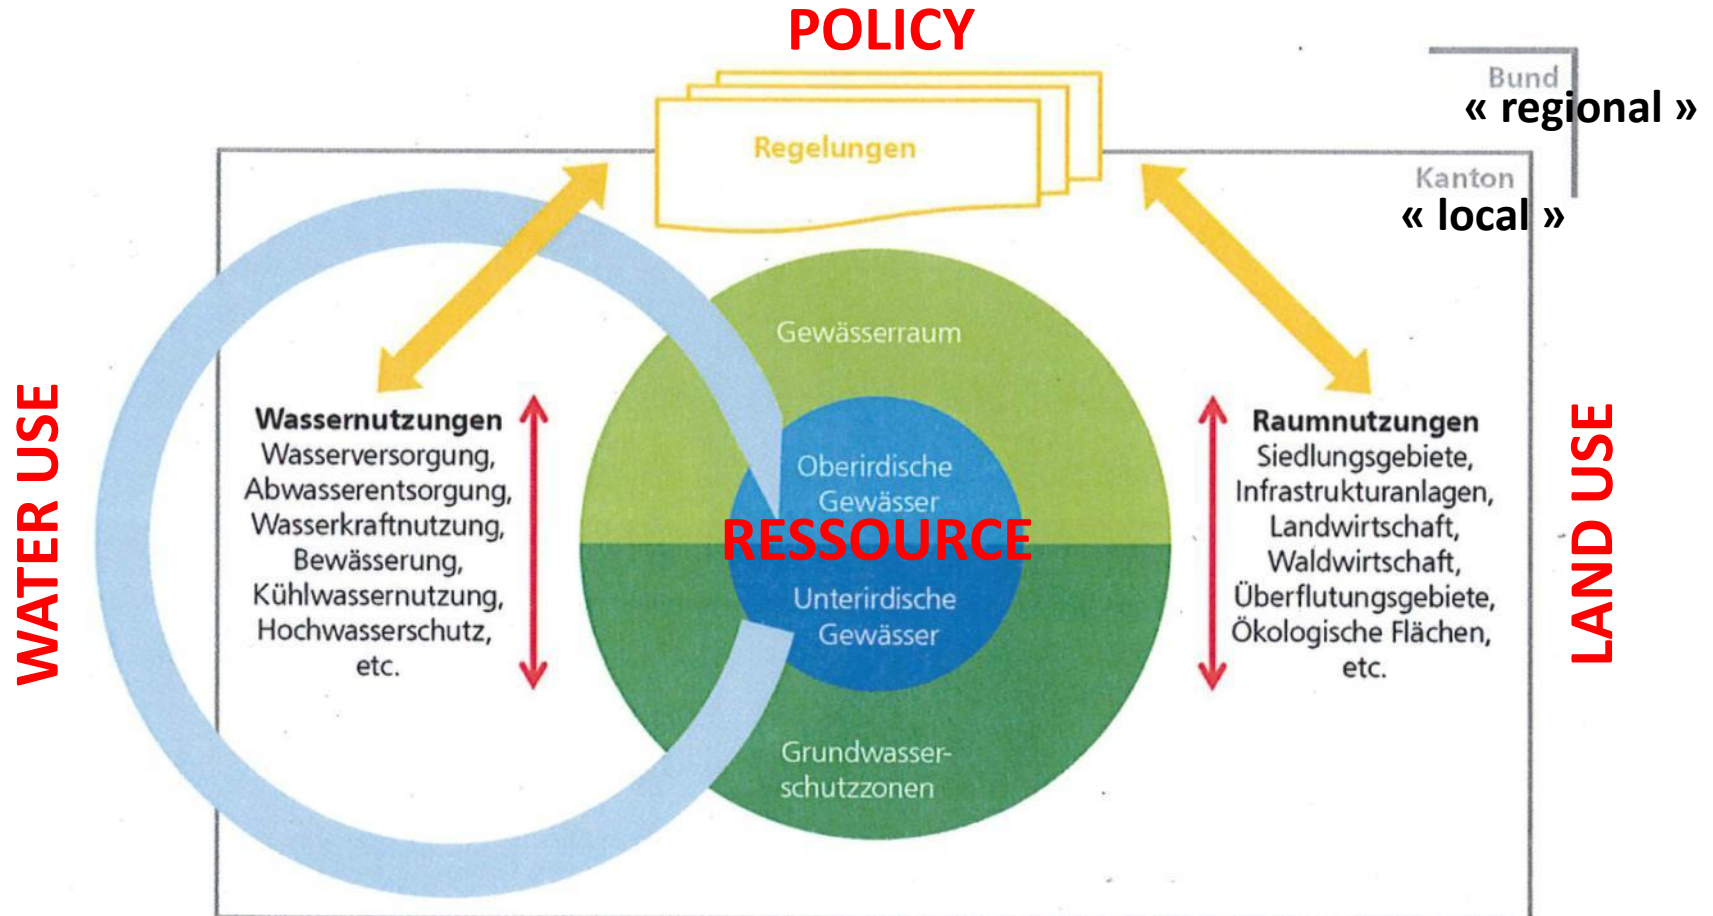 POLICY
Bund
« regional »
Regelungen
Kanton
« local »
Gewässerraum
WATER USE
Wassernutzungen
Wasserversorgung,
Abwasserentsorgung,
Wasserkraftnutzung,
Bewässerung,
Kühlwassernutzung,
Hochwasserschutz,
etc.
Oberirdische
Gewässer
RESSOURCE
Unterirdische
Gewässer
Grundwasser-
schutzzonen
Raumnutzungen
Siedlungsgebiete,
Infrastrukturanlagen,
Landwirtschaft,
Waldwirtschaft,
Überflutungsgebiete,
Ökologische Flächen,
etc.
LAND USE